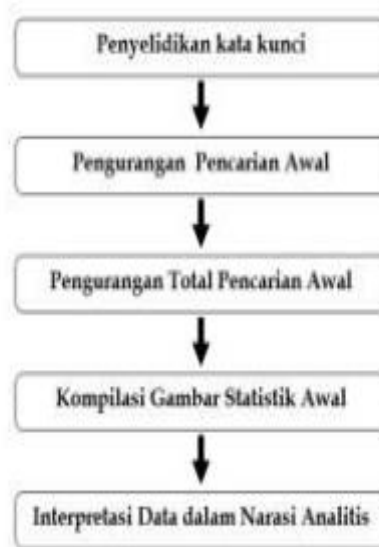 Penyelidikan kata kunci
Pengurangan Pencarian Awal
Pengurangan Total Pencarian Awal
Kompilasi Gambar Statistik Awal
Interpretasi Data dalam Narasi Analitis